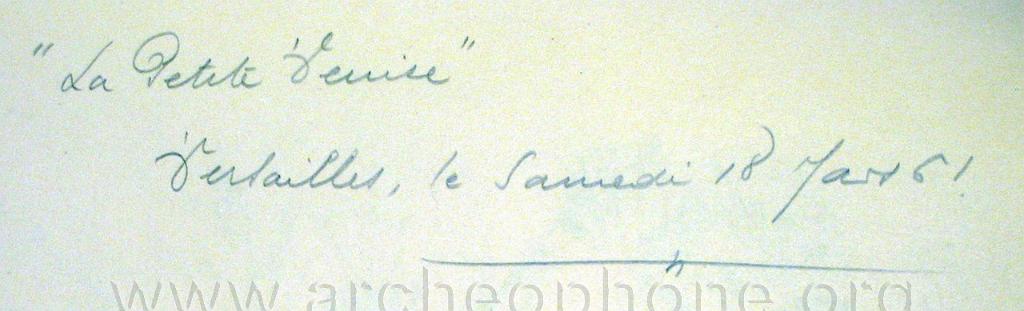 "La Petite Venise"
Versailles, le Samedi 18 Mars 61.
www.archeophone.org